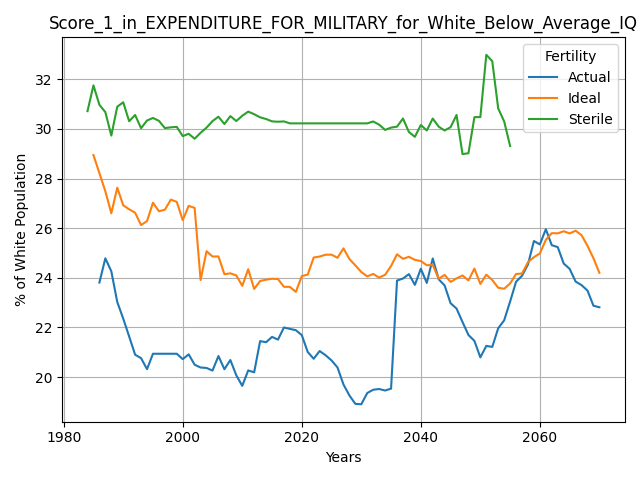 Score_1_in_EXPENDITURE_FOR_MILITARY_for_White_Below_Average_IQ
Fertility
Actual
Ideal
Sterile
% of White Population
32
30
28
26
24
22
20
1980
2000
2020
2040
2060
Years